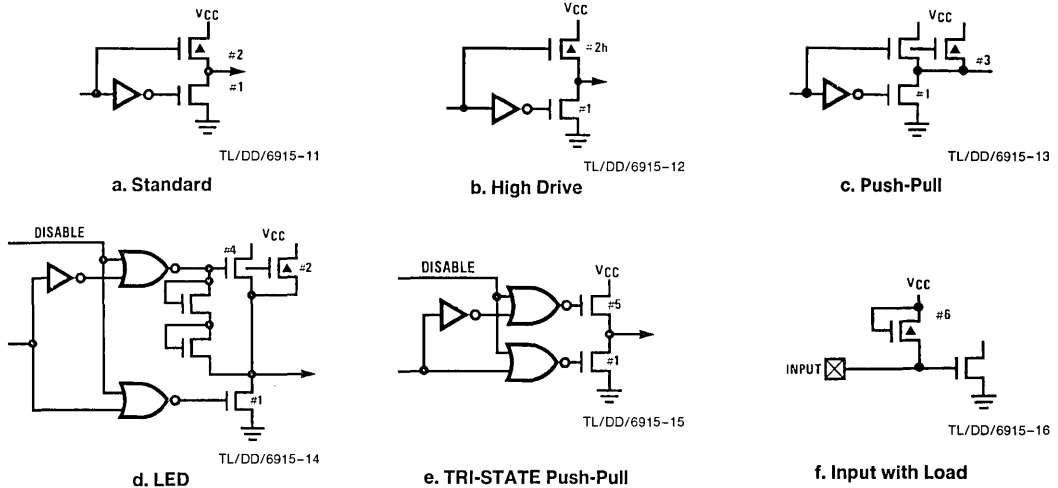 VCC
#2
#1
TL/DD/6915-11
a. Standard
VCC
#2h
#1
TL/DD/6915-12
b. High Drive
VCC
#3
#1
TL/DD/6915-13
c. Push-Pull
DISABLE
#4
VCC
#2
#1
TL/DD/6915-14
d. LED
DISABLE
VCC
#5
#1
TL/DD/6915-15
e. TRI-STATE Push-Pull
VCC
#6
INPUT
TL/DD/6915-16
f. Input with Load